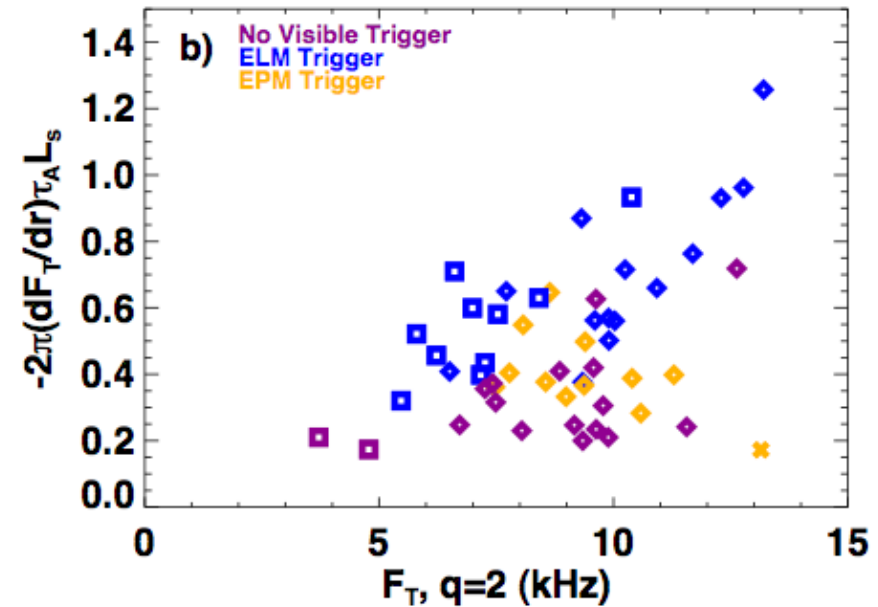 b)
No Visible Trigger
ELM Trigger
EPM Trigger
-2π(dF_T/dr)τ_A L_s
1.4
1.2
1.0
0.8
0.6
0.4
0.2
0.0
0 5 10 15
F_T, q=2 (kHz)